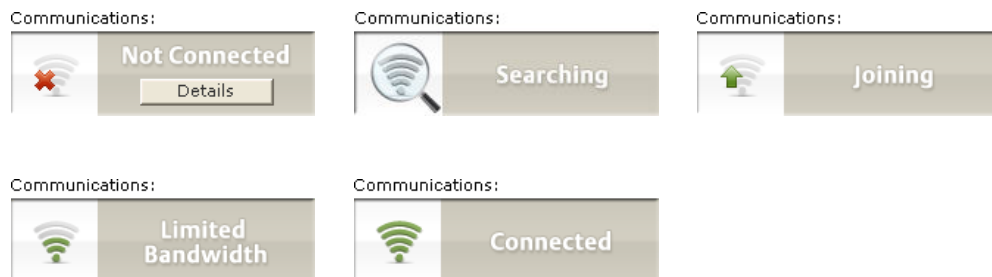 Communications:
Not Connected
Details
Communications:
Searching
Communications:
Joining
Communications:
Limited
Bandwidth
Communications:
Connected